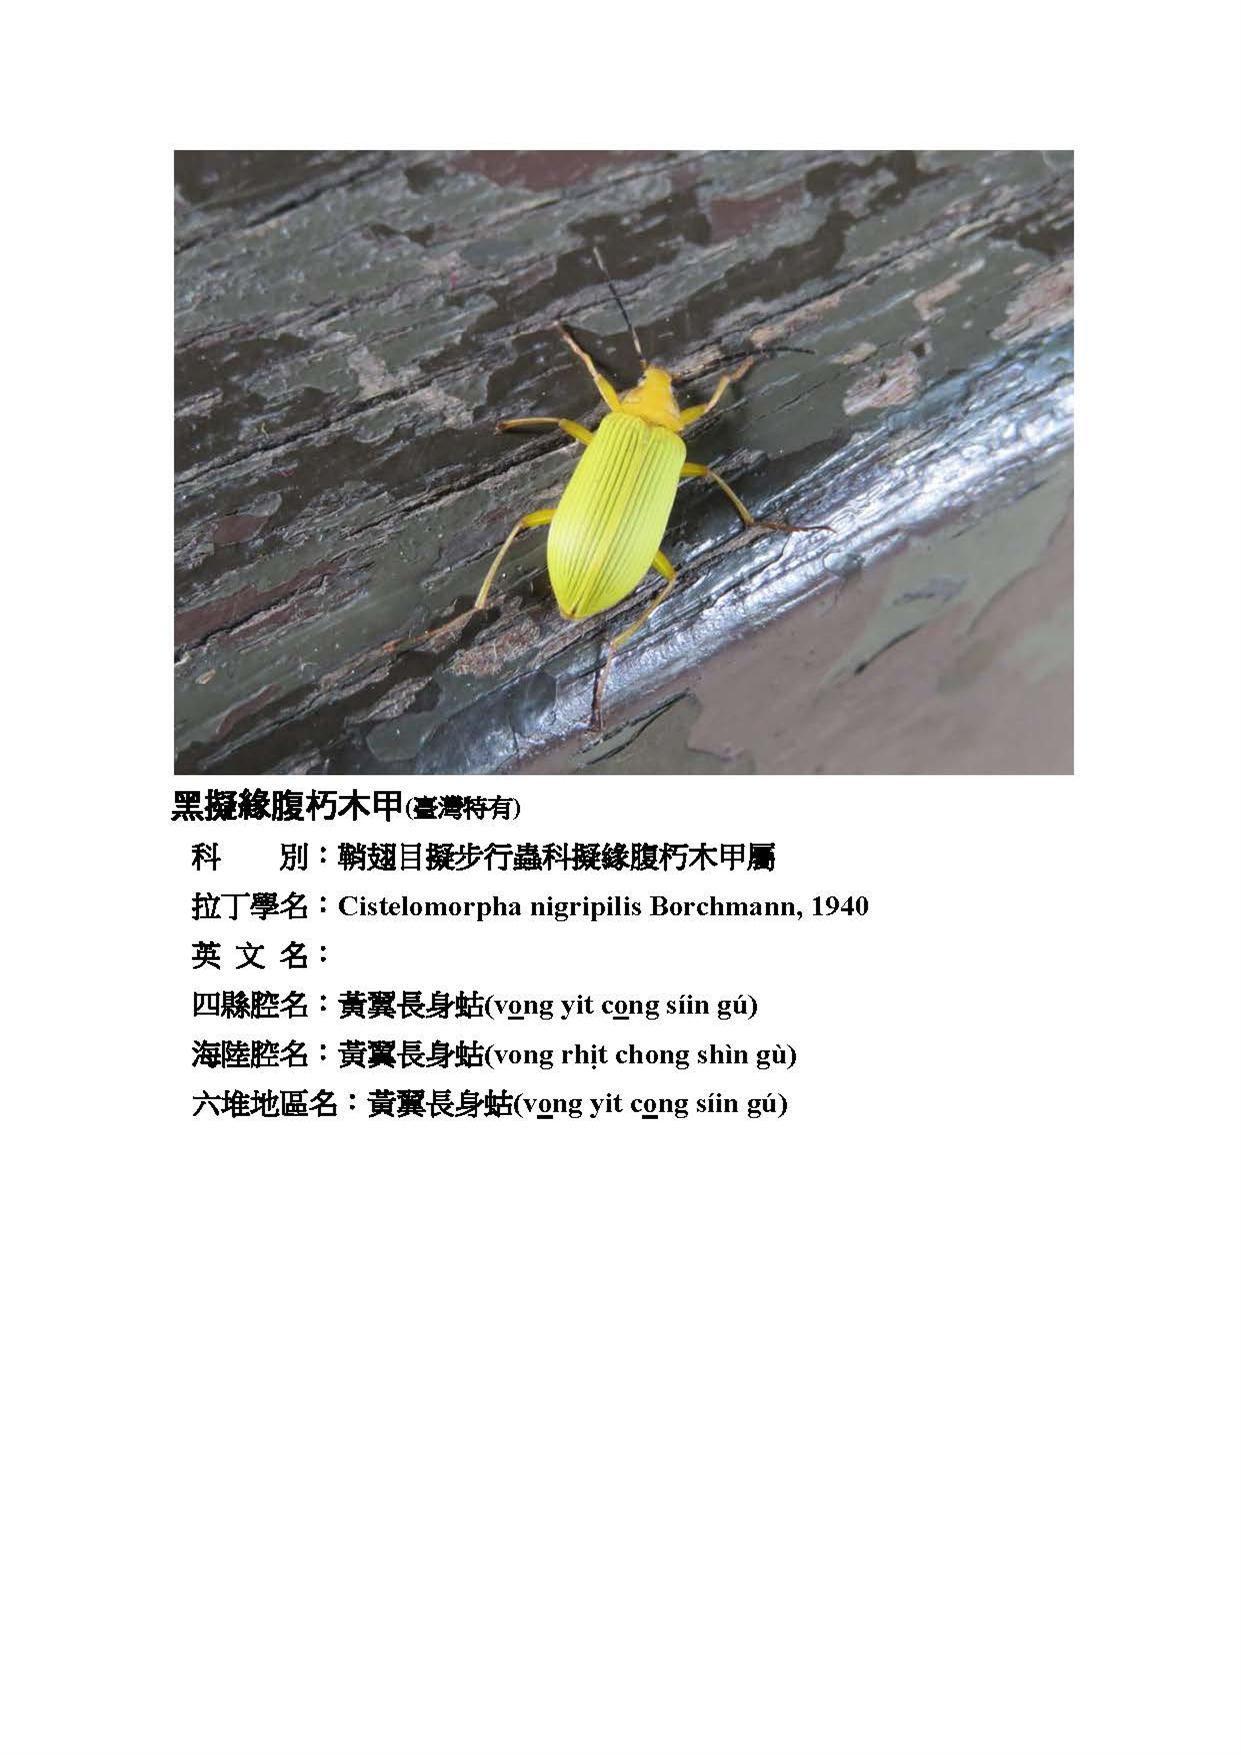 黑擬緣腹朽木甲(臺灣特有)
科　　別：鞘翅目擬步行蟲科擬緣腹朽木甲屬
拉丁學名：Cistelomorpha nigripilis Borchmann, 1940
英 文 名：
四縣腔名：黃翼長身蛄(vo̲ng yit co̲ng síin gú)
海陸腔名：黃翼長身蛄(vong rhi̍t chong shìn gù)
六堆地區名：黃翼長身蛄(vo̲ng yit co̲ng síin gú)